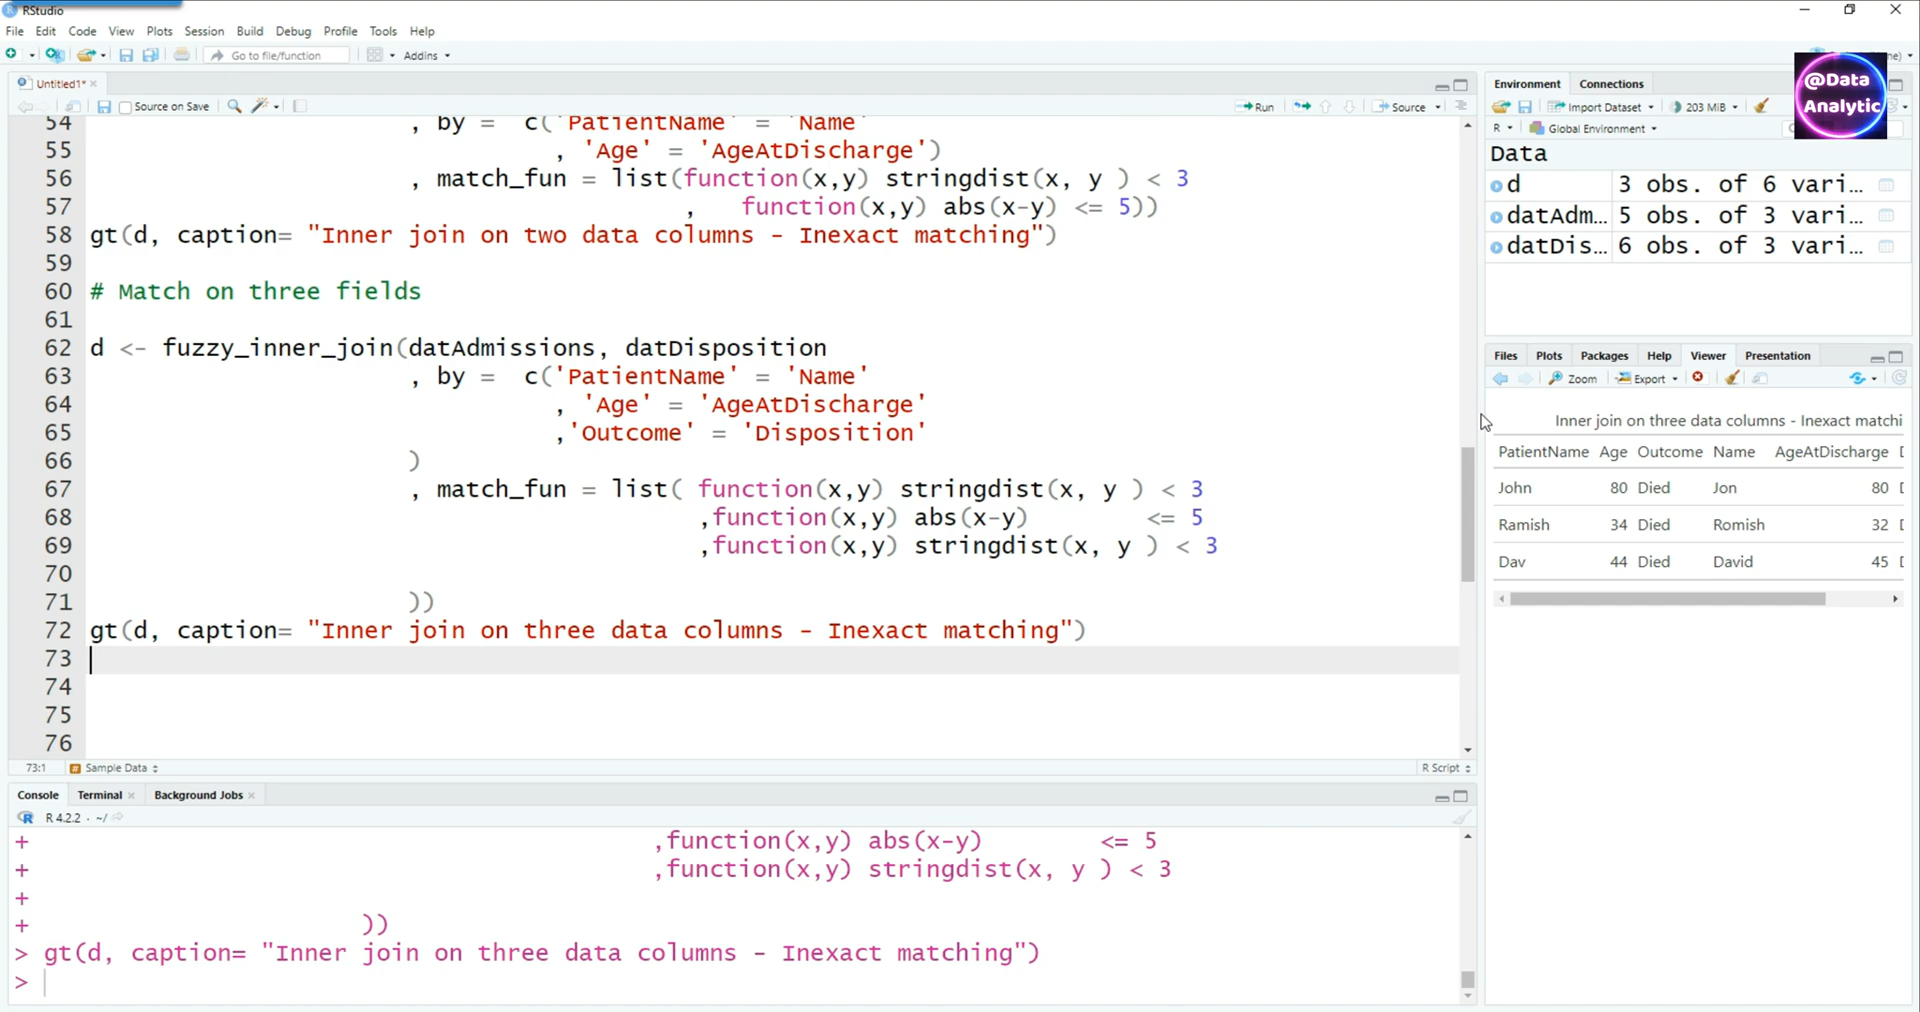 RStudio
File Edit Code View Plots Session Build Debug Profile Tools Help
Go to file/function Addins
Untitled1*
Source on Save Run Source
54 , by = c('PatientName' = 'Name'
55 , 'Age' = 'AgeAtDischarge')
56 , match_fun = list(function(x,y) stringdist(x, y ) < 3
57 , function(x,y) abs(x-y) <= 5))
58 gt(d, caption= "Inner join on two data columns - Inexact matching")
59
60 # Match on three fields
61
62 d <- fuzzy_inner_join(datAdmissions, datDisposition
63 , by = c('PatientName' = 'Name'
64 , 'Age' = 'AgeAtDischarge'
65 ,'Outcome' = 'Disposition'
66 )
67 , match_fun = list( function(x,y) stringdist(x, y ) < 3
68 ,function(x,y) abs(x-y) <= 5
69 ,function(x,y) stringdist(x, y ) < 3
70
71 ))
72 gt(d, caption= "Inner join on three data columns - Inexact matching")
73
74
75
76
73:1 # Sample Data R Script
Console Terminal Background Jobs
R 4.2.2 · ~/
+ ,function(x,y) abs(x-y) <= 5
+ ,function(x,y) stringdist(x, y ) < 3
+
+ ))
> gt(d, caption= "Inner join on three data columns - Inexact matching")
>
Environment Connections
@Data
Analytic
Import Dataset 203 MiB
R Global Environment
Data
d 3 obs. of 6 vari...
datAdm... 5 obs. of 3 vari...
datDis... 6 obs. of 3 vari...
Files Plots Packages Help Viewer Presentation
Zoom Export
Inner join on three data columns - Inexact matchi
PatientName Age Outcome Name AgeAtDischarge
John 80 Died Jon 80
Ramish 34 Died Romish 32
Dav 44 Died David 45